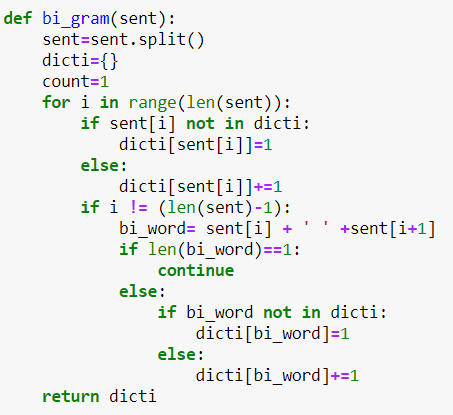 def bi_gram(sent):
    sent=sent.split()
    dicti={}
    count=1
    for i in range(len(sent)):
        if sent[i] not in dicti:
            dicti[sent[i]]=1
        else:
            dicti[sent[i]]+=1
        if i != (len(sent)-1):
            bi_word= sent[i] + ' ' +sent[i+1]
            if len(bi_word)==1:
                continue
            else:
                if bi_word not in dicti:
                    dicti[bi_word]=1
                else:
                    dicti[bi_word]+=1
    return dicti